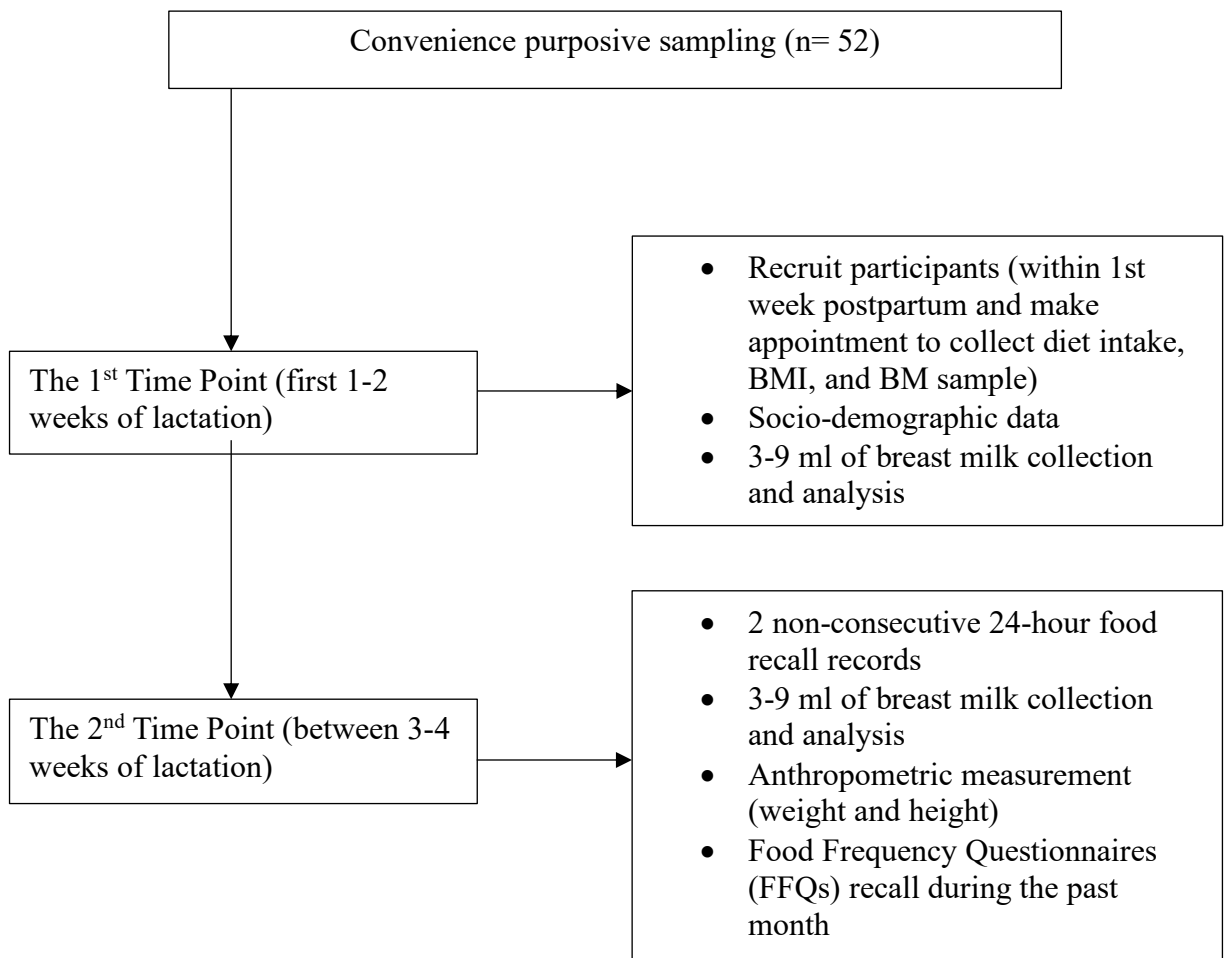 Convenience purposive sampling (n= 52)
• Recruit participants (within 1st
week postpartum and make
appointment to collect diet intake,
BMI, and BM sample)
• Socio-demographic data
• 3-9 ml of breast milk collection
and analysis
The 1st Time Point (first 1-2
weeks of lactation)
• 2 non-consecutive 24-hour food
recall records
• 3-9 ml of breast milk collection
and analysis
• Anthropometric measurement
(weight and height)
• Food Frequency Questionnaires
(FFQs) recall during the past
month
The 2nd Time Point (between 3-4
weeks of lactation)